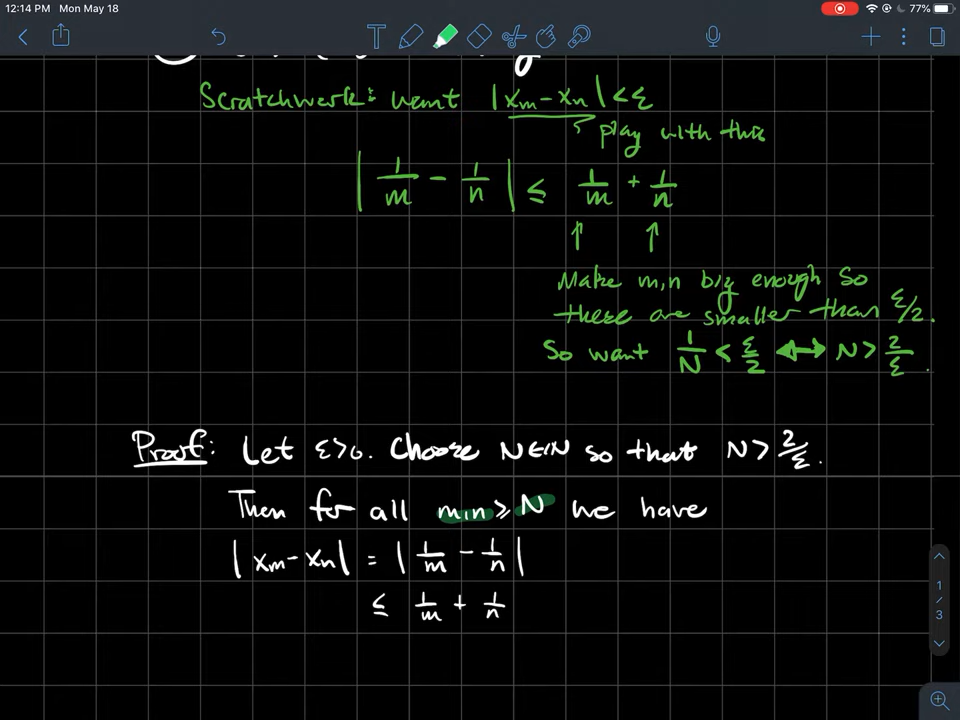 12:14 PM Mon May 18
77%
Scratchwork: want |xₘ - xₙ| < ε
play with this
| 1/m - 1/n | ≤ 1/m + 1/n
↑ ↑
Make m,n big enough so
there are smaller than ε/2.
So want 1/N < ε/2 ↔ N > 2/ε.
Proof: Let ε>0. Choose N∈ℕ so that N > 2/ε.
Then for all m,n ≥ N we have
|xₘ - xₙ| = | 1/m - 1/n |
≤ 1/m + 1/n
1
/
3